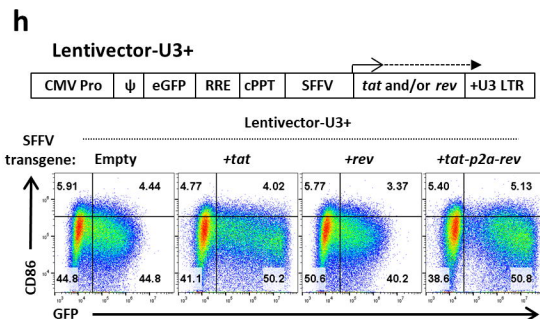 h
Lentivector-U3+
CMV Pro ψ eGFP RRE cPPT SFFV tat and/or rev +U3 LTR
Lentivector-U3+
SFFV
transgene: Empty +tat +rev +tat-p2a-rev
5.91 4.44 4.77 4.02 5.77 3.37 5.40 5.13
44.8 44.8 41.1 50.2 50.6 40.2 38.6 50.8
CD86
GFP